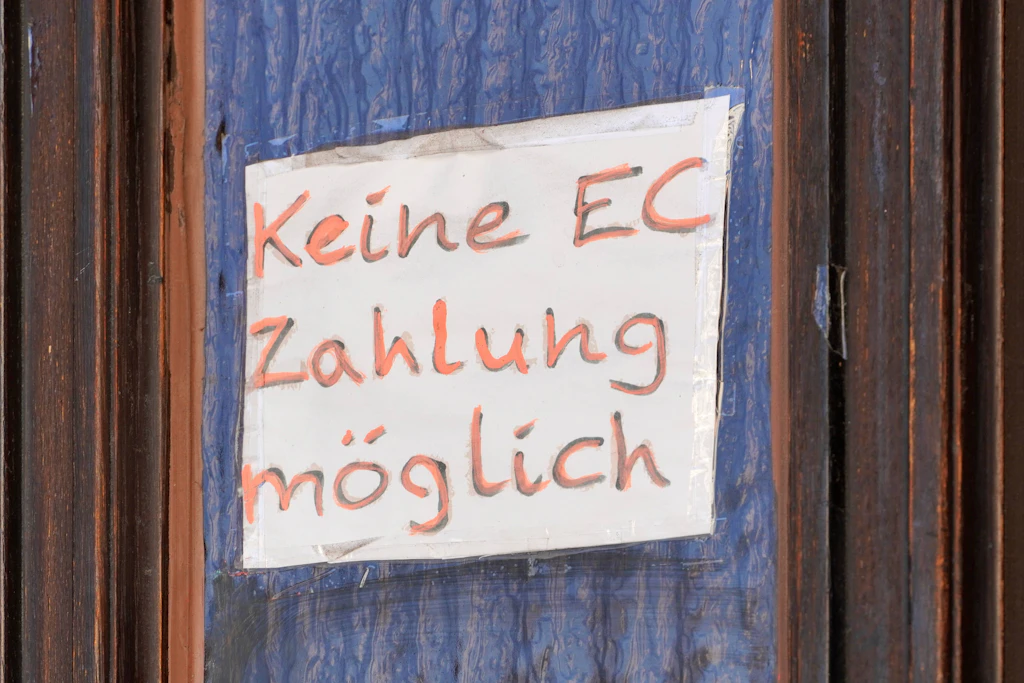 Keine EC
Zahlung
möglich